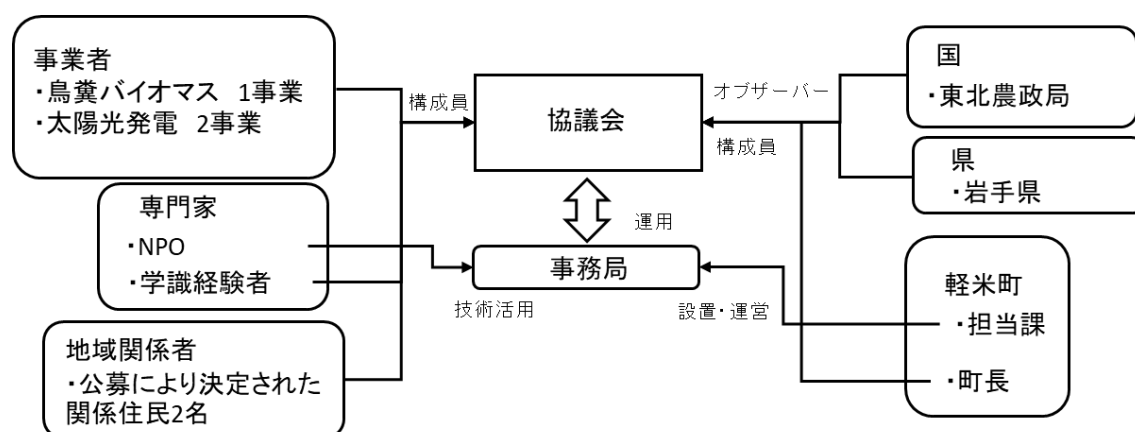 事業者
・鳥糞バイオマス 1事業
・太陽光発電 2事業
専門家
・NPO
・学識経験者
地域関係者
・公募により決定された
関係住民2名
構成員
協議会
運用
事務局
技術活用
設置・運営
オブザーバー
構成員
国
・東北農政局
県
・岩手県
軽米町
・担当課
・町長